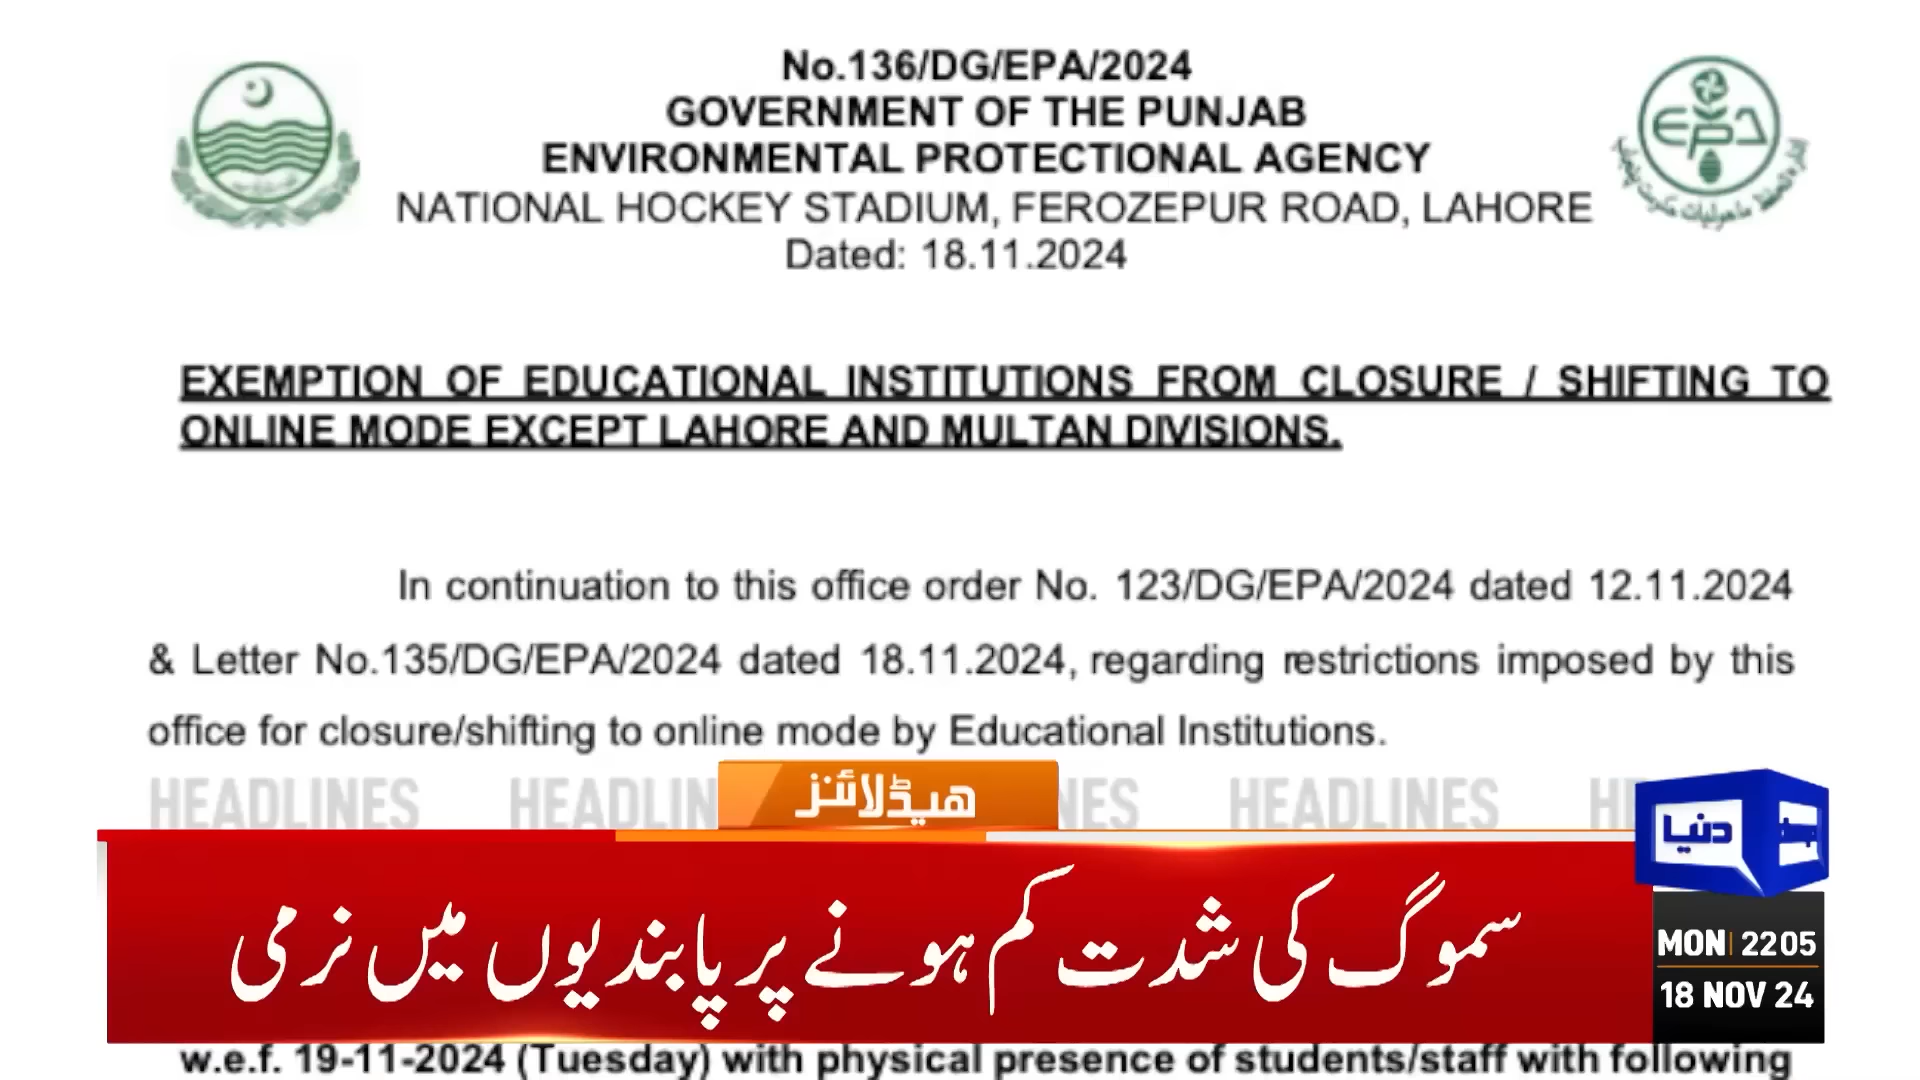 No.136/DG/EPA/2024
GOVERNMENT OF THE PUNJAB
ENVIRONMENTAL PROTECTIONAL AGENCY
NATIONAL HOCKEY STADIUM, FEROZEPUR ROAD, LAHORE
Dated: 18.11.2024
EXEMPTION OF EDUCATIONAL INSTITUTIONS FROM CLOSURE / SHIFTING TO
ONLINE MODE EXCEPT LAHORE AND MULTAN DIVISIONS.
In continuation to this office order No. 123/DG/EPA/2024 dated 12.11.2024
& Letter No.135/DG/EPA/2024 dated 18.11.2024, regarding restrictions imposed by this
office for closure/shifting to online mode by Educational Institutions.
HEADLINES HEADLINES
ہیڈلائنز
دنیا
سموگ کی شدت کم ہونے پر پابندیوں میں نرمی
MON 2205
18 NOV 24
w.e.f. 19-11-2024 (Tuesday) with physical presence of students/staff with following